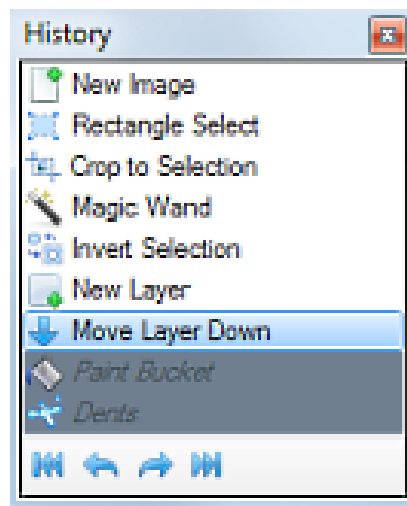 History
New Image
Rectangle Select
Crop to Selection
Magic Wand
Invert Selection
New Layer
Move Layer Down
Paint Bucket
Dents